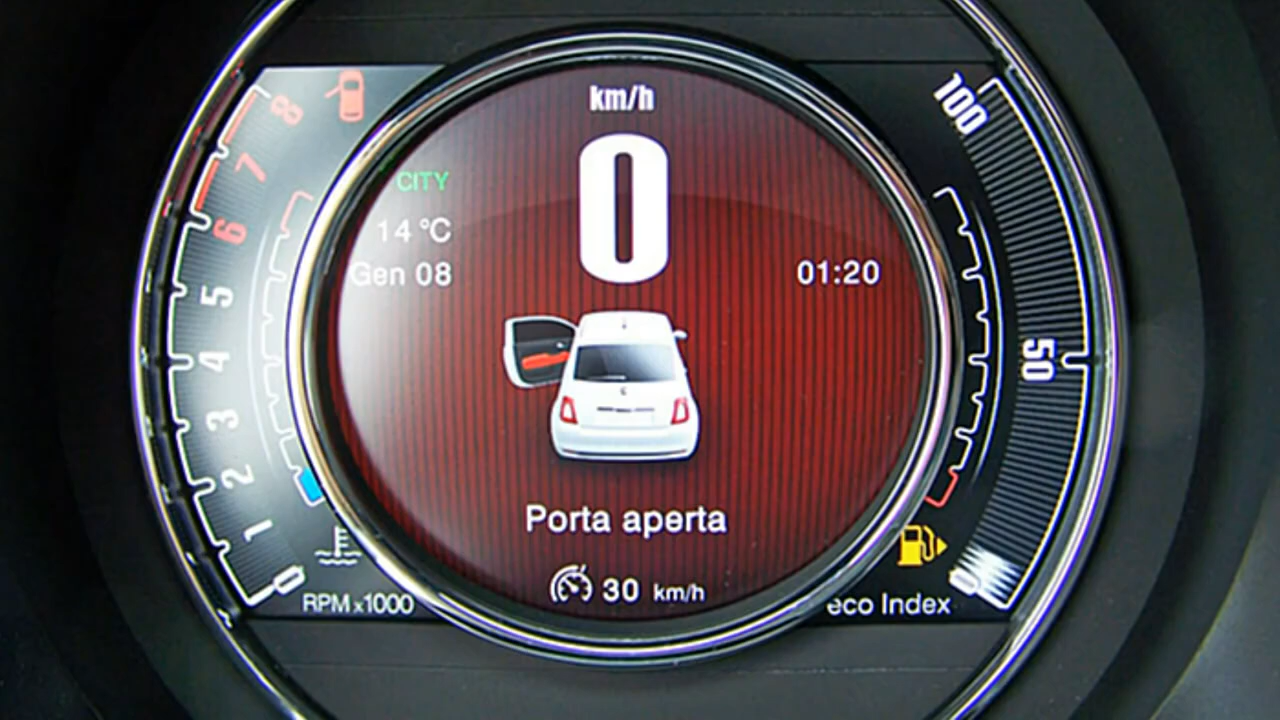 km/h
0
CITY
14 °C
Gen 08
01:20
Porta aperta
30 km/h
8
7
6
5
4
3
2
1
0
RPM x1000
100
50
0
eco Index